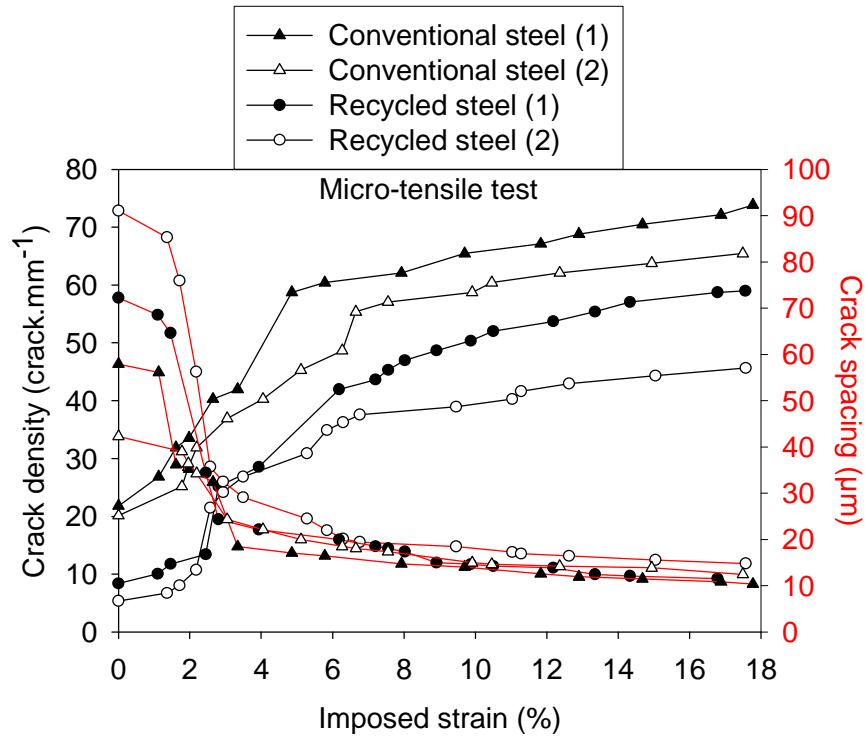 Conventional steel (1)
Conventional steel (2)
Recycled steel (1)
Recycled steel (2)
Micro-tensile test
80
70
60
50
40
30
20
10
0
Crack density (crack.mm⁻¹)
100
90
80
70
60
50
40
30
20
10
0
Crack spacing (µm)
0 2 4 6 8 10 12 14 16 18
Imposed strain (%)